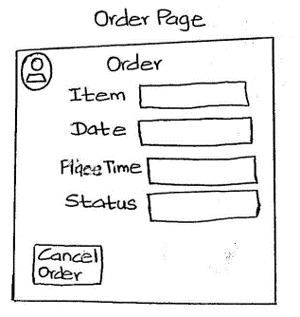 Order Page
Order
Item
Date
Place Time
Status
Cancel
Order